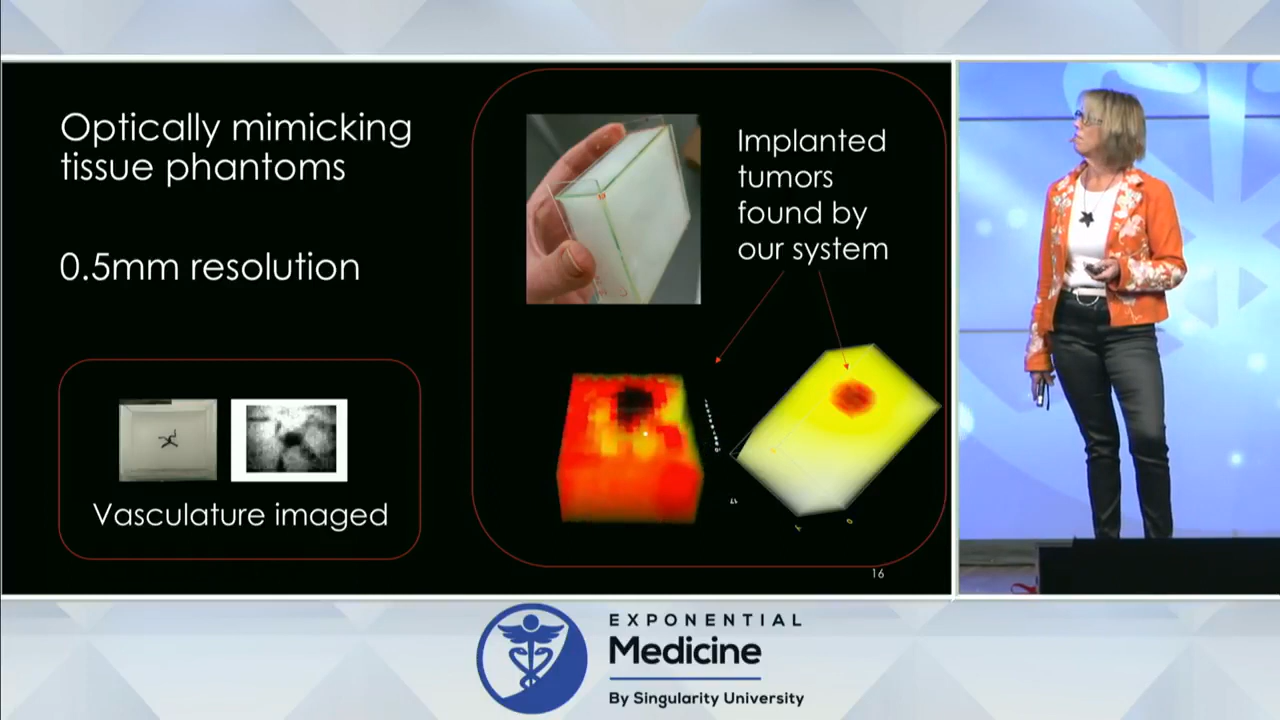 Optically mimicking
tissue phantoms
0.5mm resolution
Vasculature imaged
Implanted
tumors
found by
our system
16
EXPONENTIAL
Medicine
By Singularity University